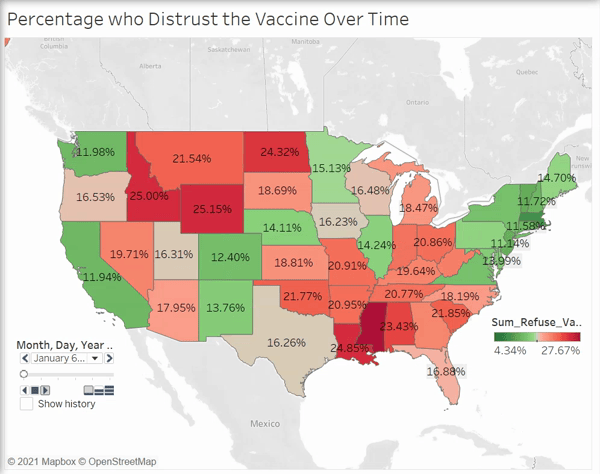 Percentage who Distrust the Vaccine Over Time
British
Columbia
Manitoba
Saskatchewan
Alberta
Quebec
Ontario
New
11.98%
21.54%
24.32%
15.13%
14.70%
16.53%
25.00%
25.15%
18.69%
16.48%
18.47%
11.72%
11.58%
14.11%
16.23%
11.14%
19.71%
16.31%
12.40%
14.24%
20.86%
13.99%
11.94%
18.81%
20.91%
19.64%
17.95%
13.76%
21.77%
20.95%
20.77%
18.19%
21.85%
16.26%
24.85%
23.43%
16.88%
Sum_Refuse_Va..
4.34%
27.67%
Month, Day, Year ..
January 6...
Show history
Mexico
© 2021 Mapbox © OpenStreetMap